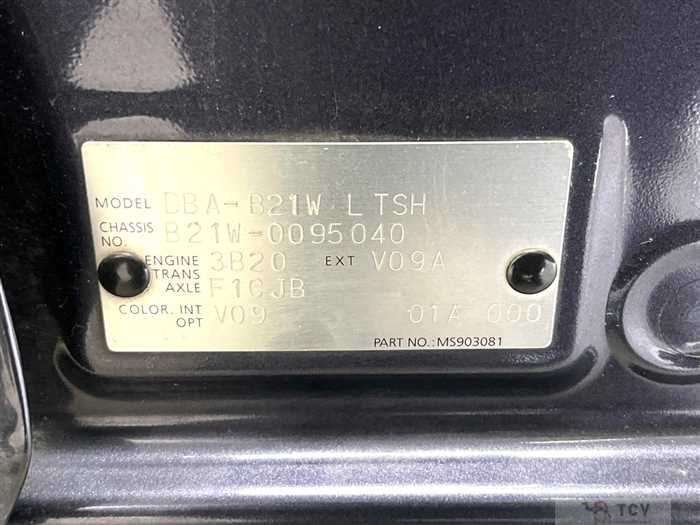 MODEL DBA-B21W LTSH
CHASSIS NO. B21W-0095040
ENGINE 3B20 EXT V09A
TRANS AXLE F1CJB
COLOR. INT OPT V09 01A 000
PART NO.:MS903081
TCV